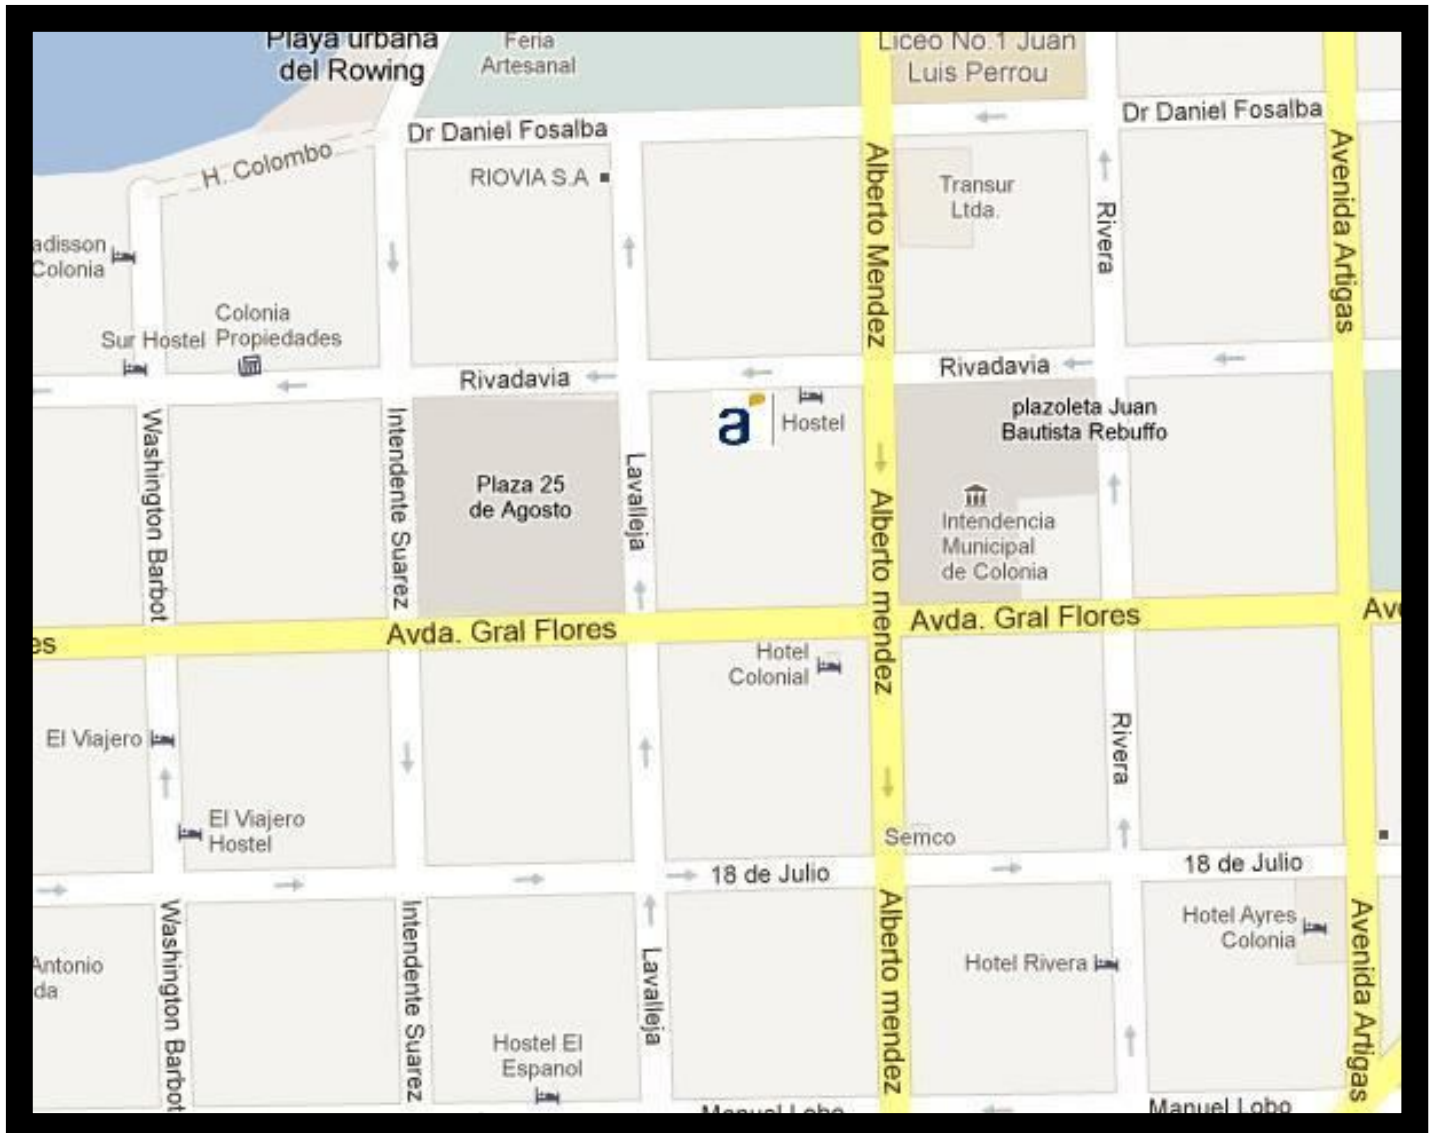 Playa urbana
del Rowing
Feria
Artesanal
Liceo No.1 Juan
Luis Perrou
Dr Daniel Fosalba
Dr Daniel Fosalba
H. Colombo
RIOVIA S.A
Alberto Mendez
Transur
Ltda.
Rivera
Avenida Artigas
adisson
Colonia
Colonia
Propiedades
Sur Hostel
Rivadavia
Rivadavia
a
Hostel
plazoleta Juan
Bautista Rebuffo
Washington Barbot
Intendente Suarez
Plaza 25
de Agosto
Lavalleja
Alberto mendez
Intendencia
Municipal
de Colonia
es
Avda. Gral Flores
Avda. Gral Flores
Ave
Hotel
Colonial
El Viajero
Rivera
El Viajero
Hostel
Semco
18 de Julio
18 de Julio
Washington Barbot
Intendente Suarez
Lavalleja
Alberto mendez
Hotel Ayres
Colonia
Avenida Artigas
Antonio
da
Hotel Rivera
Hostel El
Espanol
Manuel Lobo
Manuel Lobo